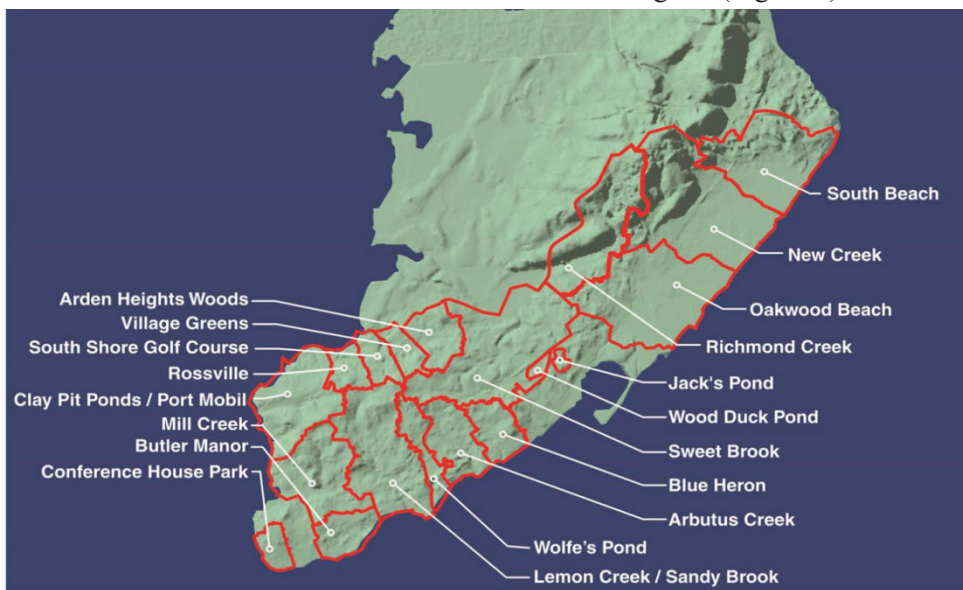 South Beach
New Creek
Oakwood Beach
Richmond Creek
Jack's Pond
Wood Duck Pond
Sweet Brook
Blue Heron
Arbutus Creek
Wolfe's Pond
Lemon Creek / Sandy Brook
Arden Heights Woods
Village Greens
South Shore Golf Course
Rossville
Clay Pit Ponds / Port Mobil
Mill Creek
Butler Manor
Conference House Park